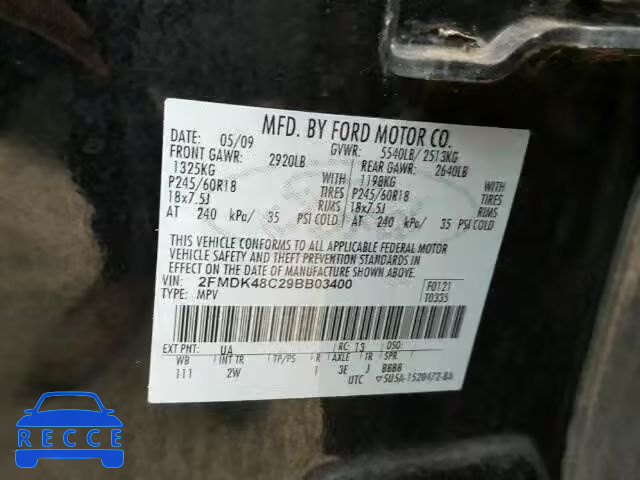 MFD. BY FORD MOTOR CO.
DATE: 05/09 GVWR: 5540LB/ 2513KG
FRONT GAWR: 2920LB REAR GAWR: 2640LB
1325KG WITH 1198KG WITH
P245/60R18 TIRES P245/60R18 TIRES
18x7.5J RIMS 18x7.5J RIMS
AT 240 kPa/ 35 PSI COLD AT 240 kPa/ 35 PSI COLD
THIS VEHICLE CONFORMS TO ALL APPLICABLE FEDERAL MOTOR
VEHICLE SAFETY AND THEFT PREVENTION STANDARDS IN
EFFECT ON THE DATE OF MANUFACTURE SHOWN ABOVE.
VIN: 2FMDK48C29BB03400 F0121
TYPE: MPV T0335
EXT PNT: UA RC: 13 DSO:
WB INT TR TP/PS R AXLE TR SPR
111 2W 1 3E J BBBB
UTC 5U5A-1520472-BA
RECCE